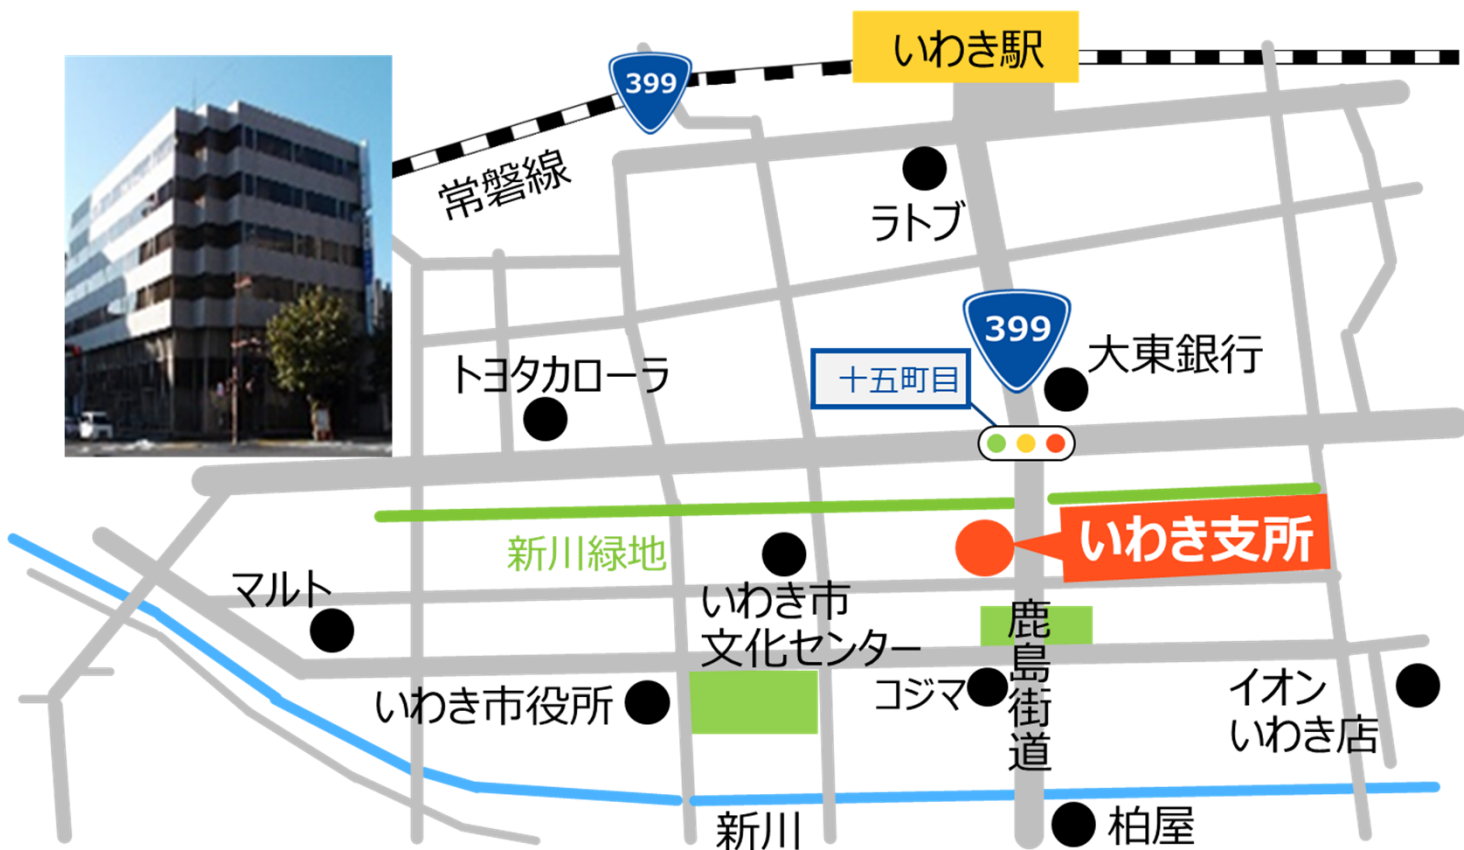 いわき駅
399
常磐線
ラトブ
399
大東銀行
十五町目
トヨタカローラ
いわき支所
新川緑地
マルト
いわき市
文化センター
鹿島街道
いわき市役所
コジマ
イオン
いわき店
新川
柏屋